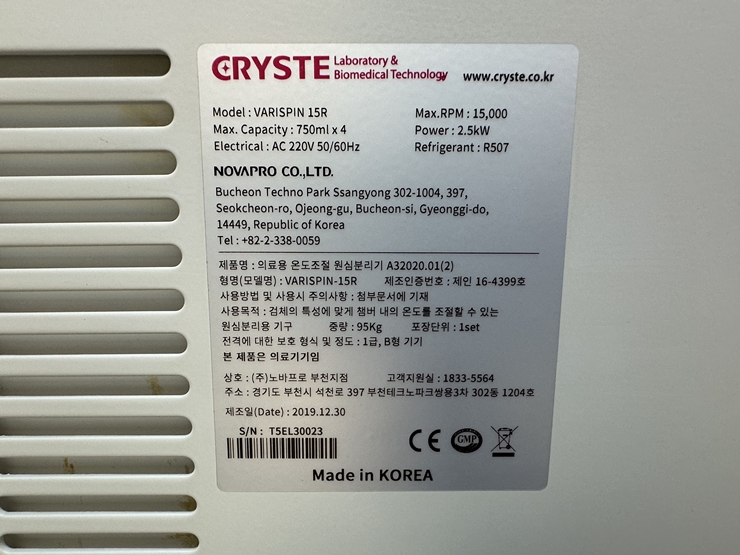 CRYSTE Laboratory & Biomedical Technology www.cryste.co.kr
Model : VARISPIN 15R Max.RPM : 15,000
Max. Capacity : 750ml x 4 Power : 2.5kW
Electrical : AC 220V 50/60Hz Refrigerant : R507
NOVAPRO CO.,LTD.
Bucheon Techno Park Ssangyong 302-1004, 397,
Seokcheon-ro, Ojeong-gu, Bucheon-si, Gyeonggi-do,
14449, Republic of Korea
Tel : +82-2-338-0059
제품명 : 의료용 온도조절 원심분리기 A32020.01(2)
형명(모델명) : VARISPIN-15R 제조인증번호 : 제인 16-4399호
사용방법 및 사용시 주의사항 : 첨부문서에 기재
사용목적 : 검체의 특성에 맞게 챔버 내의 온도를 조절할 수 있는
원심분리용 기구 중량 : 95Kg 포장단위 : 1set
전격에 대한 보호 형식 및 정도 : 1급, B형 기기
본 제품은 의료기기임
상호 : (주)노바프로 부천지점 고객지원실 : 1833-5564
주소 : 경기도 부천시 석천로 397 부천테크노파크쌍용3차 302동 1204호
제조일(Date) : 2019.12.30
S/N : T5EL30023
CE GMP
Made in KOREA